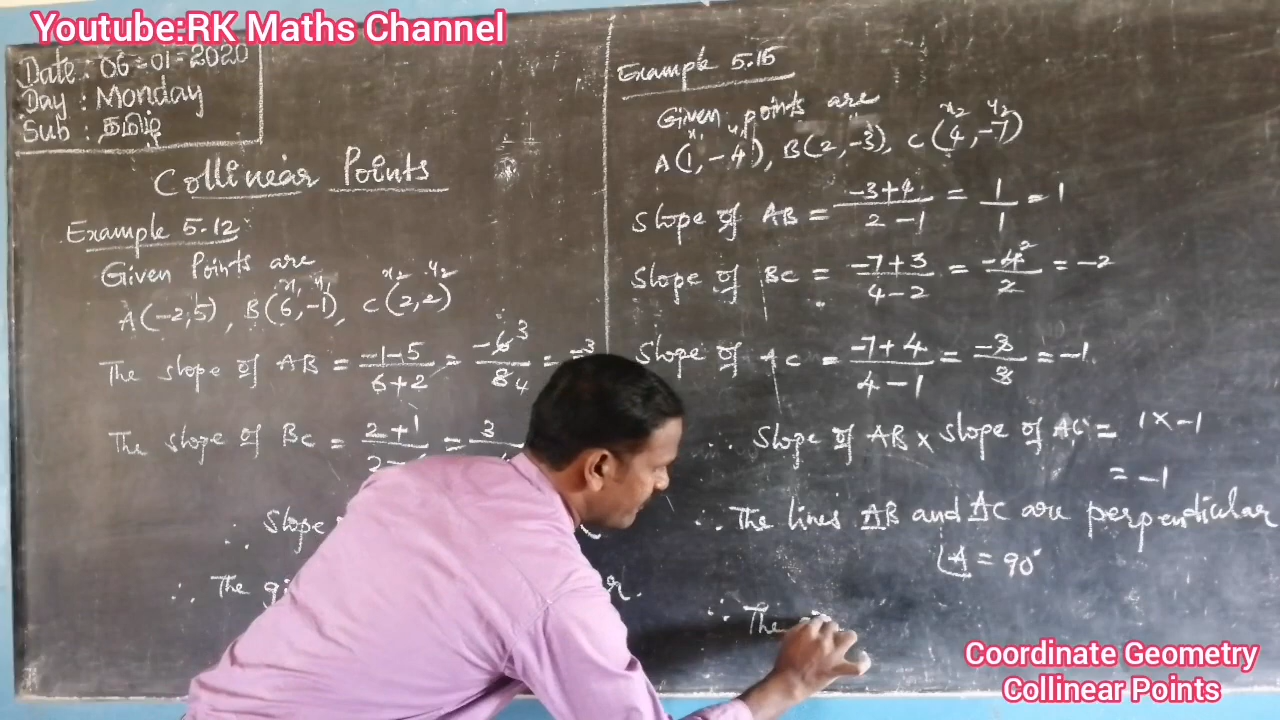 Youtube:RK Maths Channel
Date : 06-01-2020
Day : Monday
Sub : தமிழ்
Collinear Points
Example 5.12:
Given Points are
x₁ y₁ x₂ y₂
A(-2,5), B(6,-1), C(2,2)
The slope of AB = -1-5/6+2 = -6 3/8 4 = -3
The slope of BC = 2+1/2- = 3
∴ Slope
∴ The gi r.
Example 5.15
Given points are
x₁ y₁ x₂ y₂
A(1,-4), B(2,-3), C(4,-7)
Slope of AB = -3+4/2-1 = 1/1 = 1
Slope of BC = -7+3/4-2 = -4 2/2 = -2
Slope of AC = -7+4/4-1 = -3/3 = -1
∴ Slope of AB × Slope of AC = 1×-1
= -1
∴ The lines AB and AC are perpendicular
∠A = 90°
∴ The
Coordinate Geometry
Collinear Points